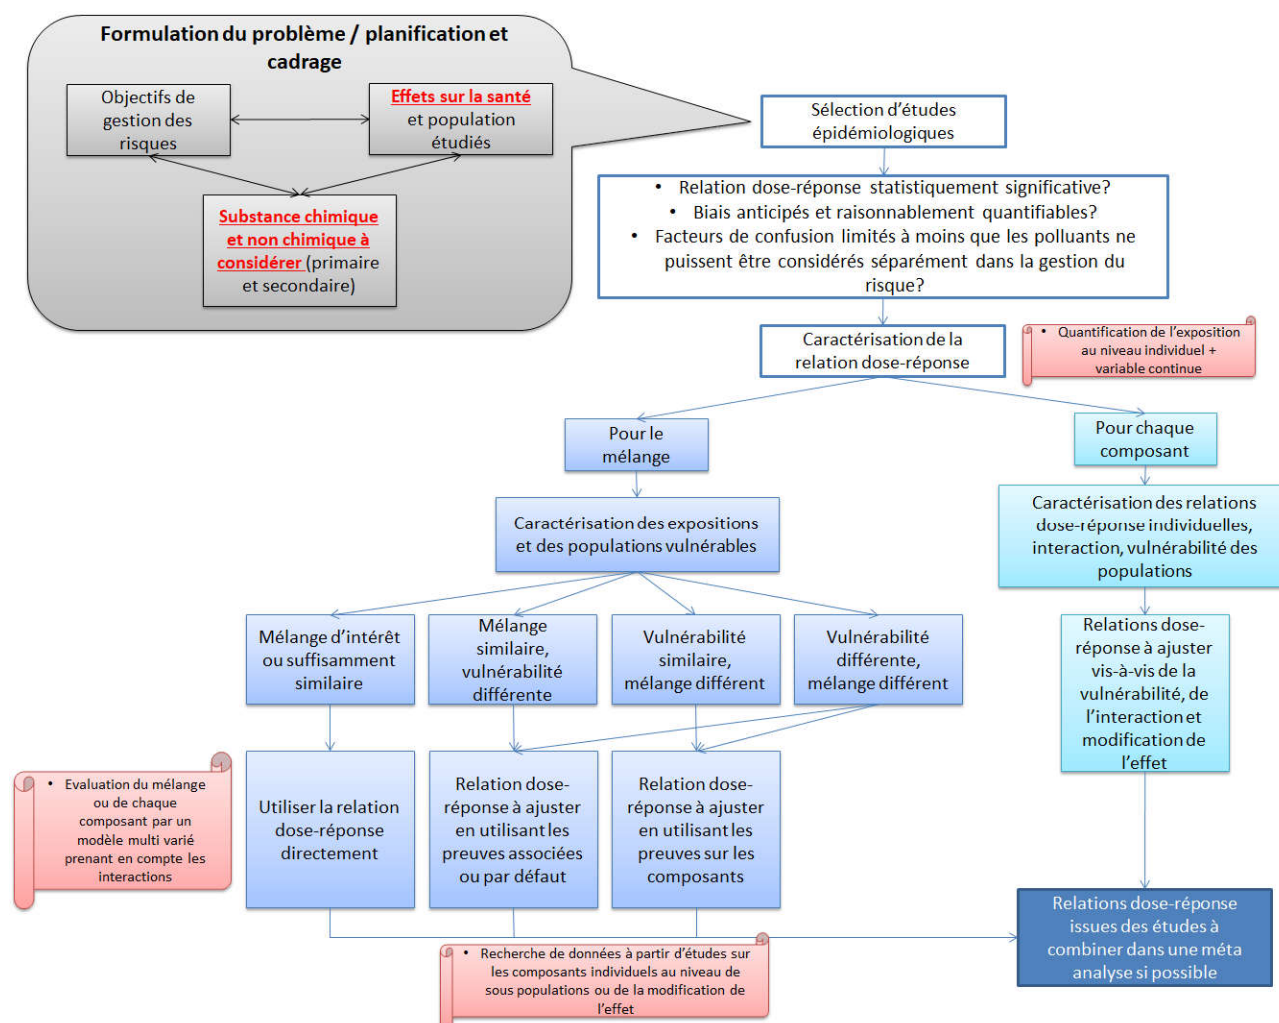 Formulation du problème / planification et
cadrage
Objectifs de
gestion des
risques
Effets sur la santé
et population
étudiés
Substance chimique
et non chimique à
considérer (primaire
et secondaire)
Sélection d'études
épidémiologiques
• Relation dose-réponse statistiquement significative?
• Biais anticipés et raisonnablement quantifiables?
• Facteurs de confusion limités à moins que les polluants ne
puissent être considérés séparément dans la gestion du
risque?
Caractérisation de la
relation dose-réponse
• Quantification de l'exposition
au niveau individuel +
variable continue
Pour le
mélange
Pour chaque
composant
Caractérisation des expositions
et des populations vulnérables
Caractérisation des relations
dose-réponse individuelles,
interaction, vulnérabilité des
populations
Mélange d'intérêt
ou suffisamment
similaire
Mélange
similaire,
vulnérabilité
différente
Vulnérabilité
similaire,
mélange différent
Vulnérabilité
différente,
mélange différent
Relations dose-
réponse à ajuster
vis-à-vis de la
vulnérabilité, de
l'interaction et
modification de
l'effet
• Evaluation du mélange
ou de chaque
composant par un
modèle multi varié
prenant en compte les
interactions
Utiliser la relation
dose-réponse
directement
Relation dose-
réponse à ajuster
en utilisant les
preuves associées
ou par défaut
Relation dose-
réponse à ajuster
en utilisant les
preuves sur les
composants
Relations dose-réponse
issues des études à
combiner dans une méta
analyse si possible
• Recherche de données à partir d'études sur
les composants individuels au niveau de
sous populations ou de la modification de
l'effet